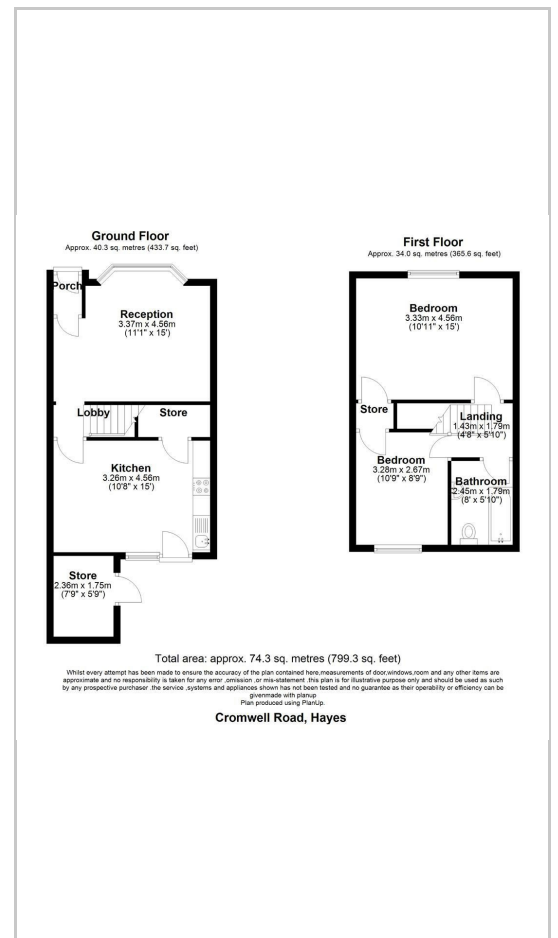 Ground Floor
Approx. 40.3 sq. metres (433.7 sq. feet)
Porch
Reception
3.37m x 4.56m
(11'1" x 15')
Lobby
Store
Kitchen
3.26m x 4.56m
(10'8" x 15')
Store
2.36m x 1.75m
(7'9" x 5'9")
First Floor
Approx. 34.0 sq. metres (365.6 sq. feet)
Bedroom
3.33m x 4.56m
(10'11" x 15')
Store
Landing
1.43m x 1.79m
(4'8" x 5'10")
Bedroom
3.28m x 2.67m
(10'9" x 8'9")
Bathroom
2.45m x 1.79m
(8' x 5'10")
Total area: approx. 74.3 sq. metres (799.3 sq. feet)
Whilst every attempt has been made to ensure the accuracy of the plan contained here,measurements of door,windows,room and any other items are
approximate and no responsibility is taken for any error .omission .or mis-statement .this plan is for illustrative purpose only and should be used as such
by any prospective purchaser .the service ,systems and appliances shown has not been tested and no guarantee as their operability or efficiency can be
givenmade with planup
Plan produced using PlanUp.
Cromwell Road, Hayes